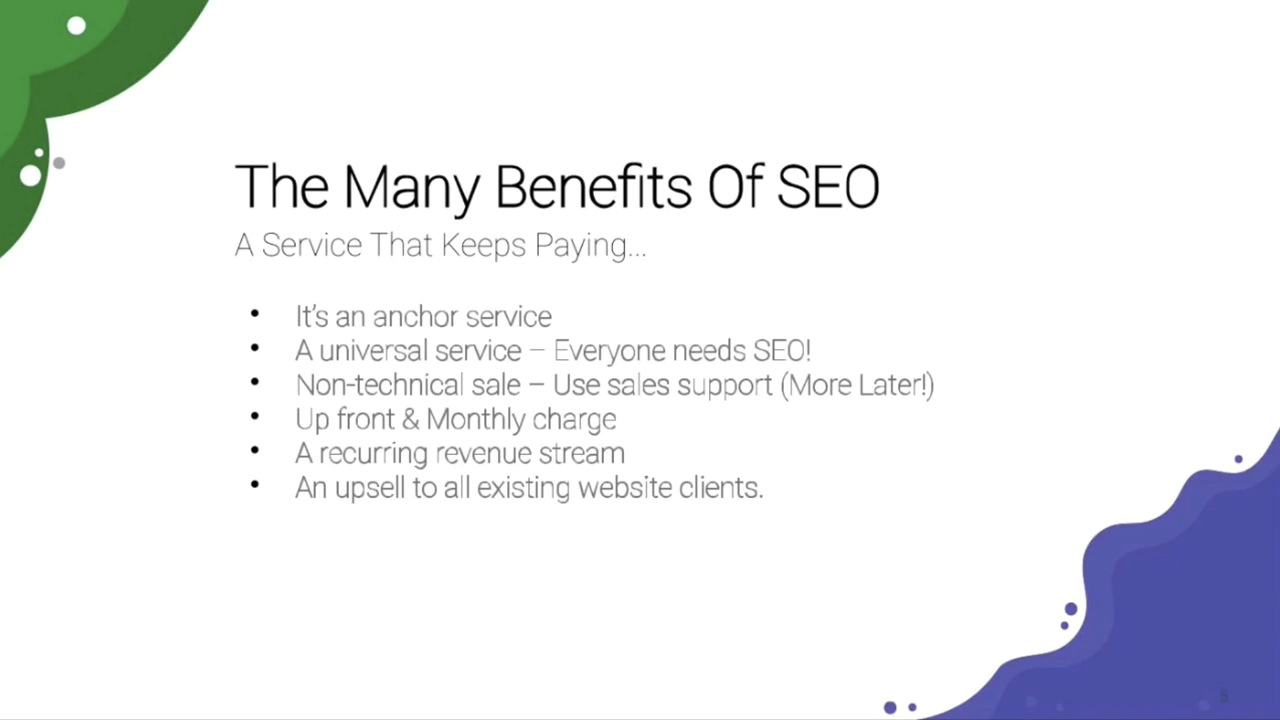 The Many Benefits Of SEO
A Service That Keeps Paying...
• It's an anchor service
• A universal service – Everyone needs SEO!
• Non-technical sale – Use sales support (More Later!)
• Up front & Monthly charge
• A recurring revenue stream
• An upsell to all existing website clients.
5